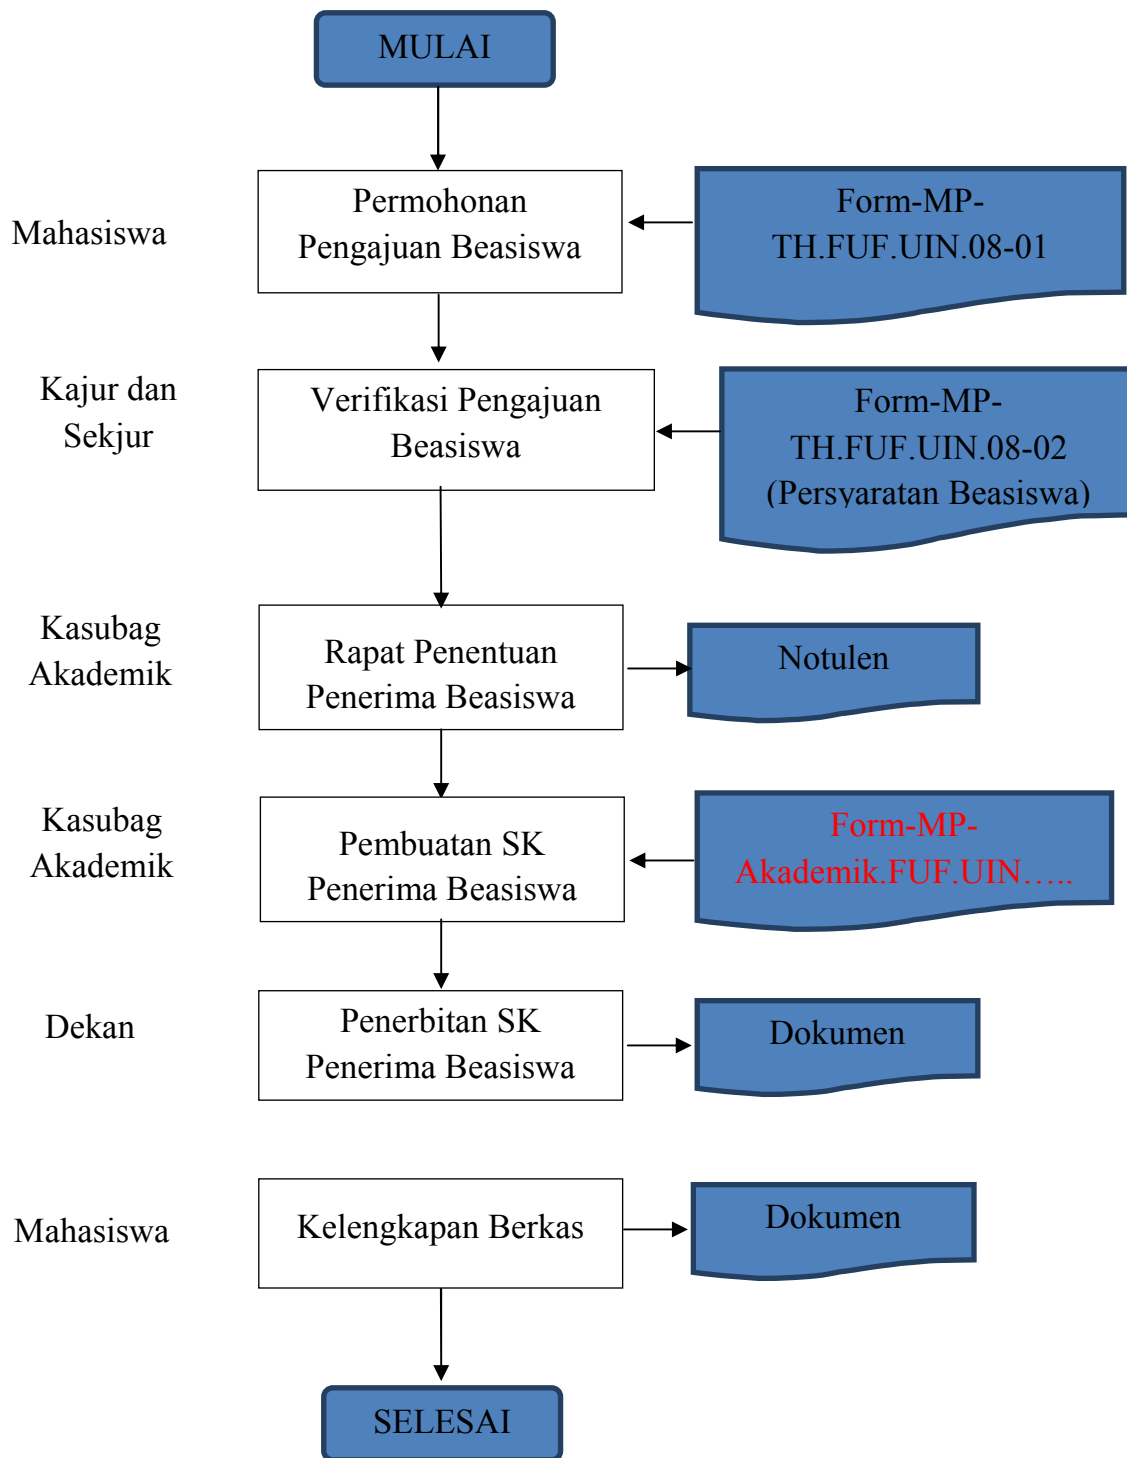 MULAI
Mahasiswa
Permohonan
Pengajuan Beasiswa
Form-MP-
TH.FUF.UIN.08-01
Kajur dan
Sekjur
Verifikasi Pengajuan
Beasiswa
Form-MP-
TH.FUF.UIN.08-02
(Persyaratan Beasiswa)
Kasubag
Akademik
Rapat Penentuan
Penerima Beasiswa
Notulen
Kasubag
Akademik
Pembuatan SK
Penerima Beasiswa
Form-MP-
Akademik.FUF.UIN…..
Dekan
Penerbitan SK
Penerima Beasiswa
Dokumen
Mahasiswa
Kelengkapan Berkas
Dokumen
SELESAI